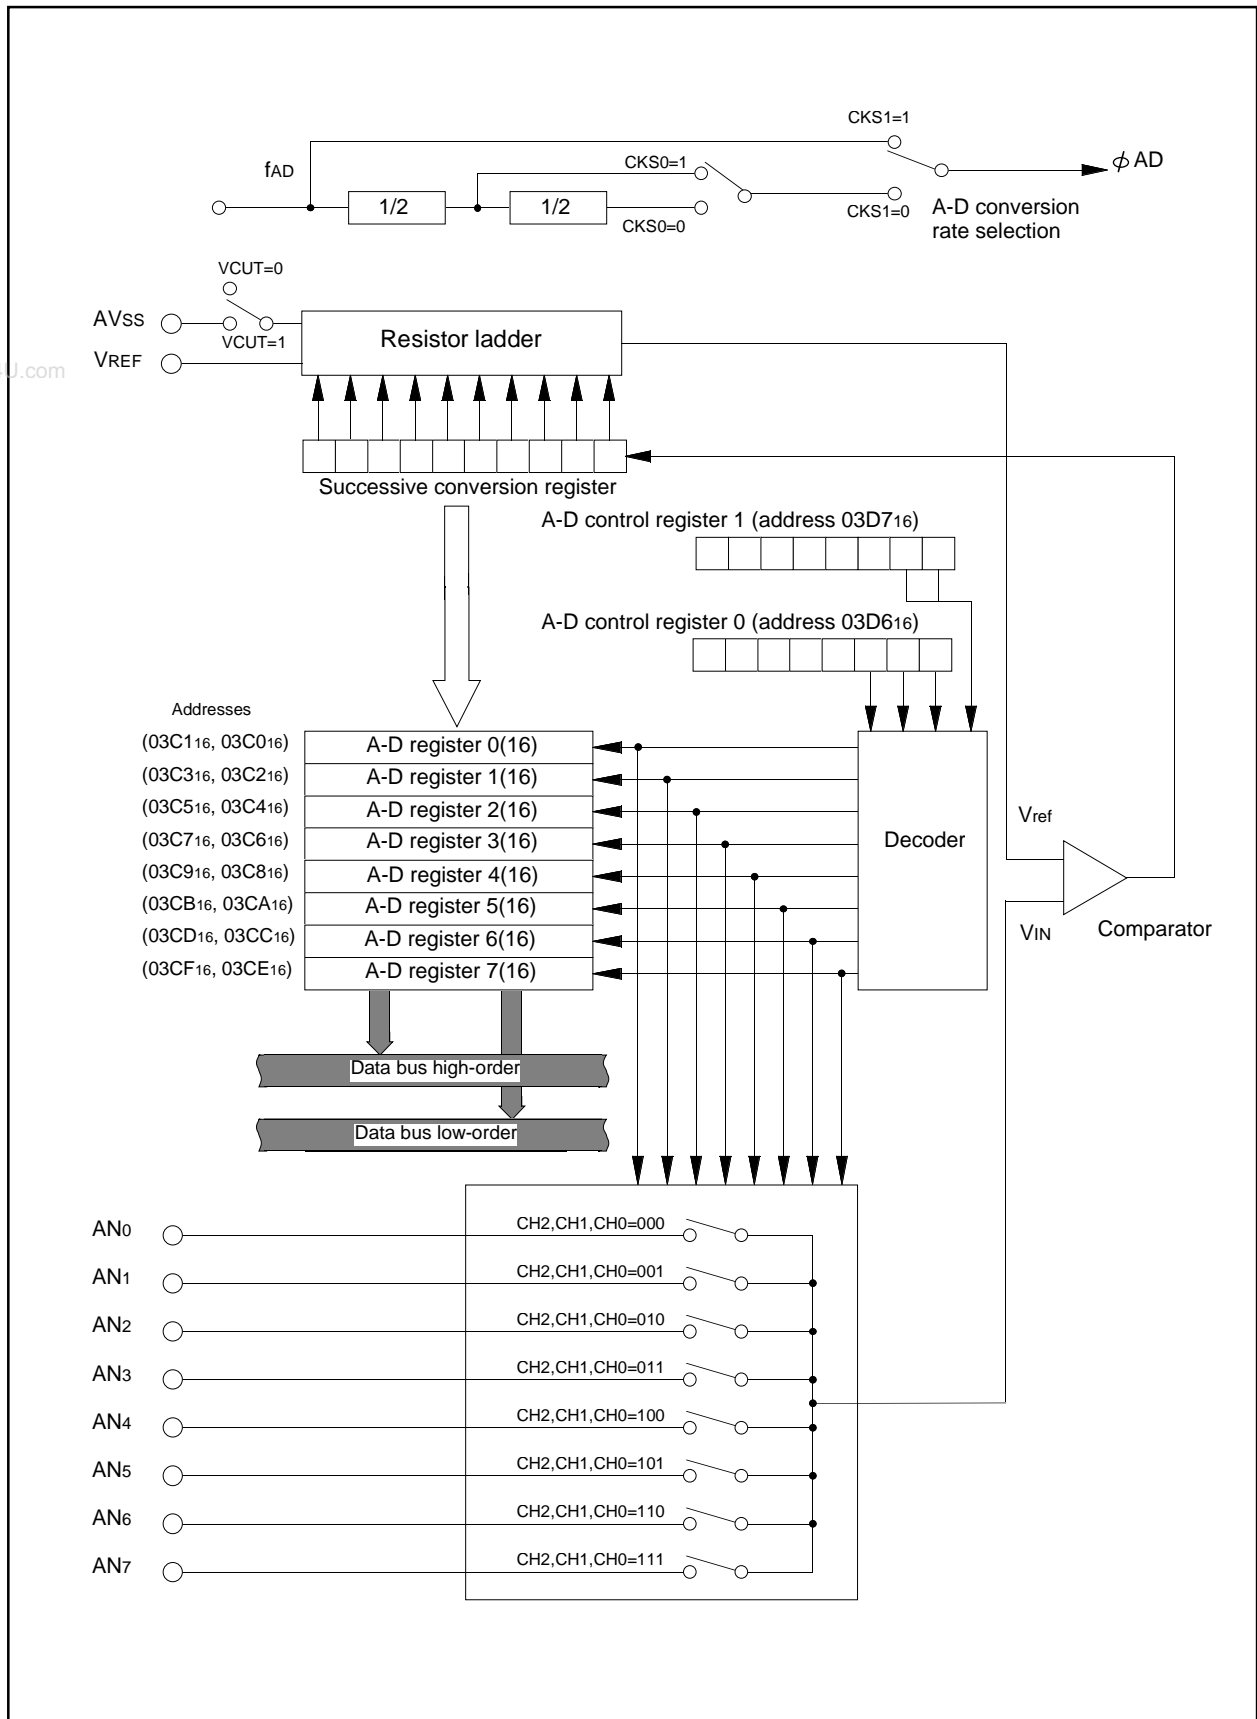 CKS1=1
fAD
CKS0=1
ϕ AD
1/2
1/2
CKS0=0
CKS1=0
A-D conversion
rate selection
VCUT=0
AVSS
VCUT=1
Resistor ladder
VREF
U.com
Successive conversion register
A-D control register 1 (address 03D716)
A-D control register 0 (address 03D616)
Addresses
(03C116, 03C016)
A-D register 0(16)
(03C316, 03C216)
A-D register 1(16)
(03C516, 03C416)
A-D register 2(16)
(03C716, 03C616)
A-D register 3(16)
(03C916, 03C816)
A-D register 4(16)
(03CB16, 03CA16)
A-D register 5(16)
(03CD16, 03CC16)
A-D register 6(16)
(03CF16, 03CE16)
A-D register 7(16)
Decoder
Vref
VIN
Comparator
Data bus high-order
Data bus low-order
AN0
CH2,CH1,CH0=000
AN1
CH2,CH1,CH0=001
AN2
CH2,CH1,CH0=010
AN3
CH2,CH1,CH0=011
AN4
CH2,CH1,CH0=100
AN5
CH2,CH1,CH0=101
AN6
CH2,CH1,CH0=110
AN7
CH2,CH1,CH0=111